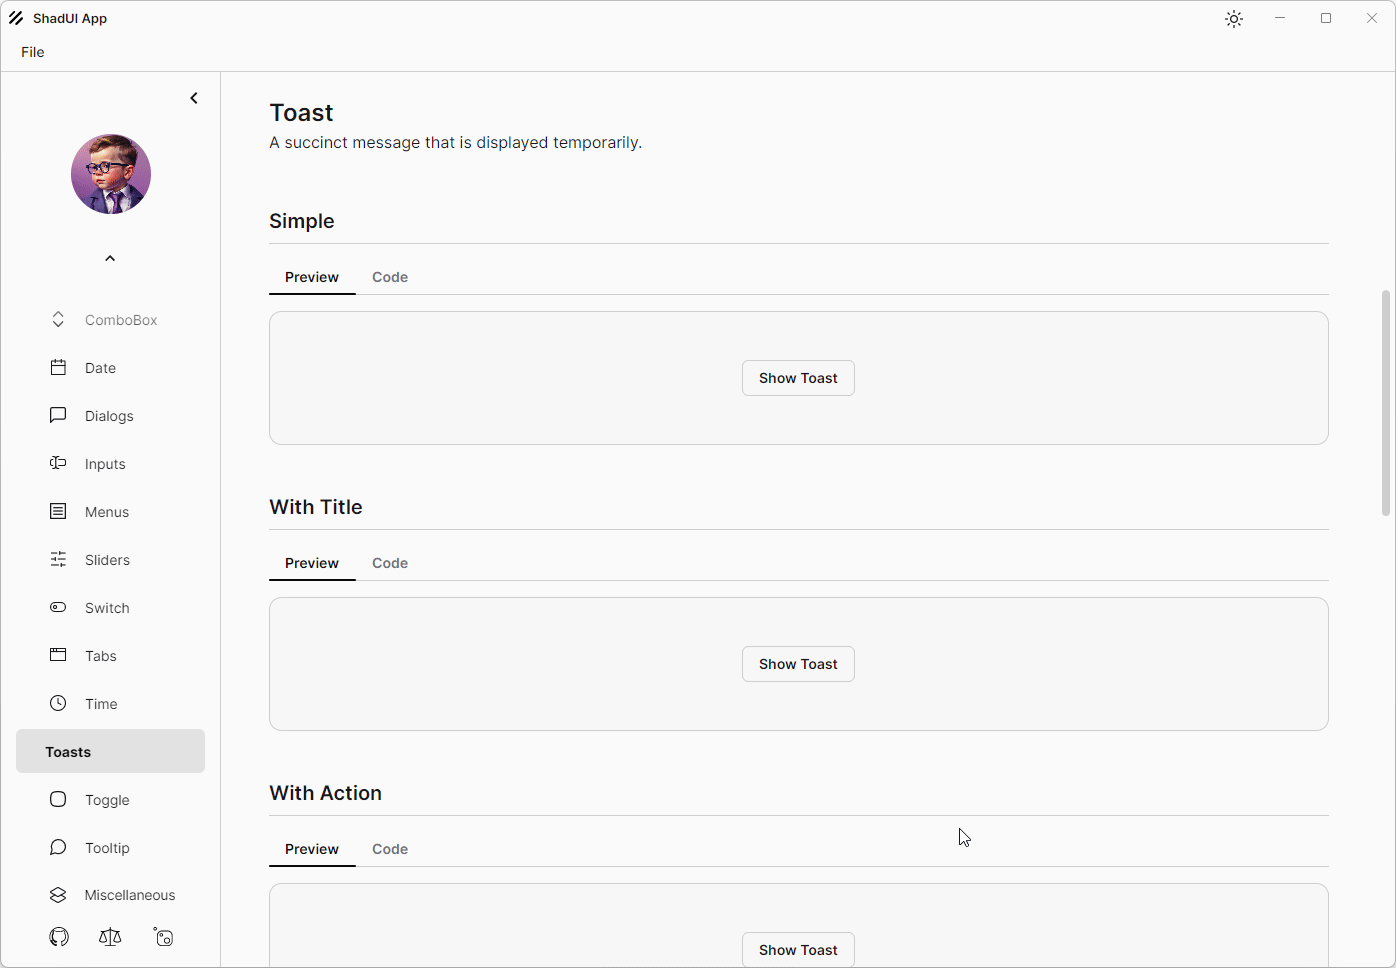 ShadUI App
File
ComboBox
Date
Dialogs
Inputs
Menus
Sliders
Switch
Tabs
Time
Toasts
Toggle
Tooltip
Miscellaneous
Toast
A succinct message that is displayed temporarily.
Simple
Preview Code
Show Toast
With Title
Preview Code
Show Toast
With Action
Preview Code
Show Toast